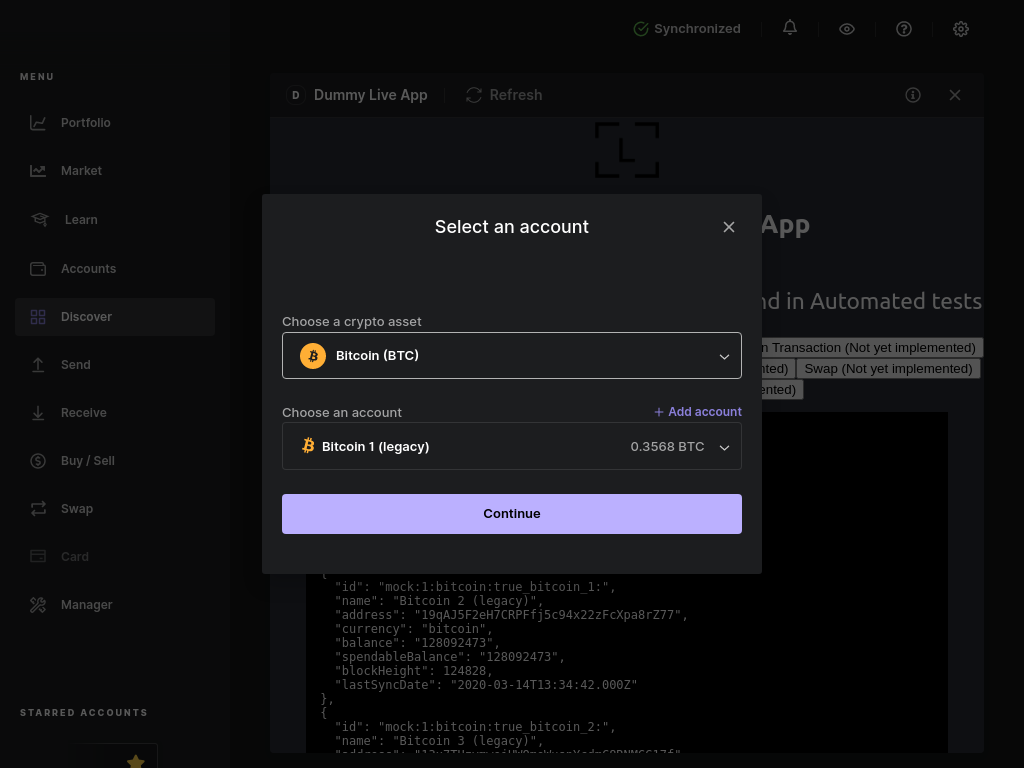 Synchronized
MENU
Portfolio
Market
Learn
Accounts
Discover
Send
Receive
Buy / Sell
Swap
Card
Manager
STARRED ACCOUNTS
D Dummy Live App
Refresh
App
nd in Automated tests
n Transaction (Not yet implemented)
nted) Swap (Not yet implemented)
ented)
Select an account
Choose a crypto asset
Bitcoin (BTC)
Choose an account
+ Add account
Bitcoin 1 (legacy) 0.3568 BTC
Continue
{
"id": "mock:1:bitcoin:true_bitcoin_1:",
"name": "Bitcoin 2 (legacy)",
"address": "19qAJ5F2eH7CRPFfj5c94x22zFcXpa8rZ77",
"currency": "bitcoin",
"balance": "128092473",
"spendableBalance": "128092473",
"blockHeight": 124828,
"lastSyncDate": "2020-03-14T13:34:42.000Z"
},
{
"id": "mock:1:bitcoin:true_bitcoin_2:",
"name": "Bitcoin 3 (legacy)",